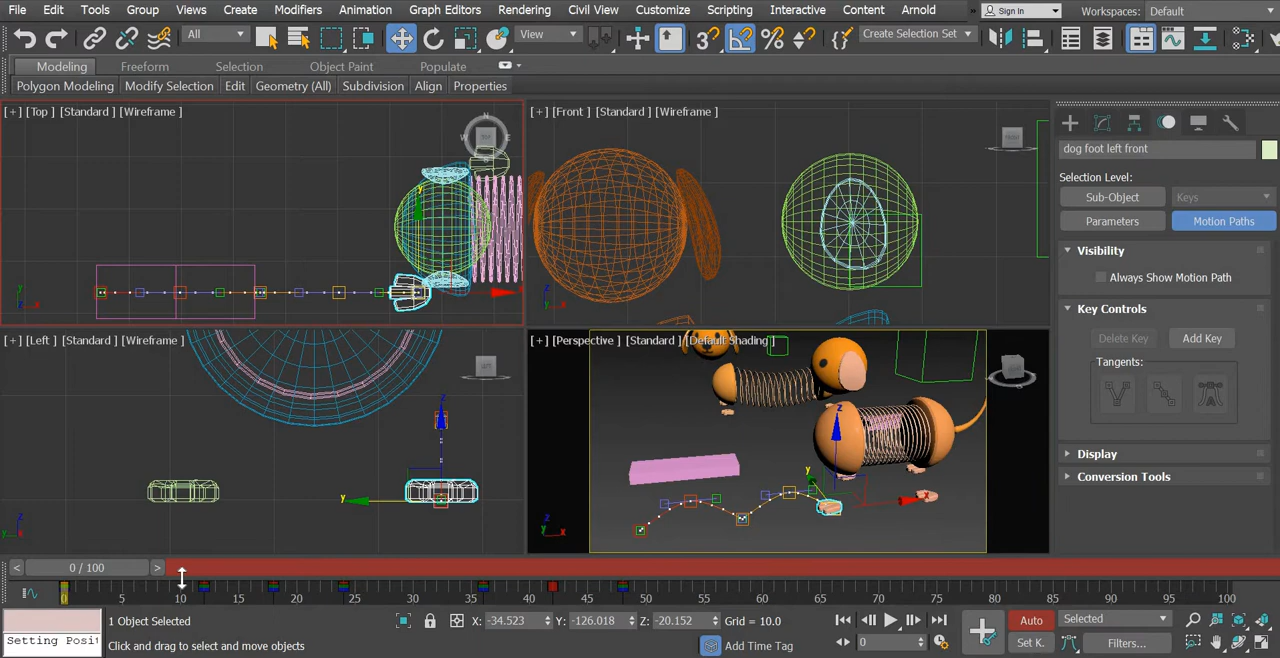 File Edit Tools Group Views Create Modifiers Animation Graph Editors Rendering Civil View Customize Scripting Interactive Content Arnold » Sign In Workspaces: Default
All View Create Selection Set
Modeling Freeform Selection Object Paint Populate
Polygon Modeling Modify Selection Edit Geometry (All) Subdivision Align Properties
[+] [Top ] [Standard ] [Wireframe ]
[+] [Front ] [Standard ] [Wireframe ]
dog foot left front
Selection Level:
Sub-Object Keys
Parameters Motion Paths
Visibility
Always Show Motion Path
Key Controls
Delete Key Add Key
Tangents:
[+] [Left ] [Standard ] [Wireframe ]
[+] [Perspective ] [Standard ] [Default Shading ]
Display
Conversion Tools
< 0 / 100 >
0 5 10 15 20 25 30 35 40 45 50 55 60 65 70 75 80 85 90 95 100
1 Object Selected X: -34.523 Y: -126.018 Z: -20.152 Grid = 10.0 Auto Selected
Setting Posit Click and drag to select and move objects Add Time Tag 0 Set K. Filters...